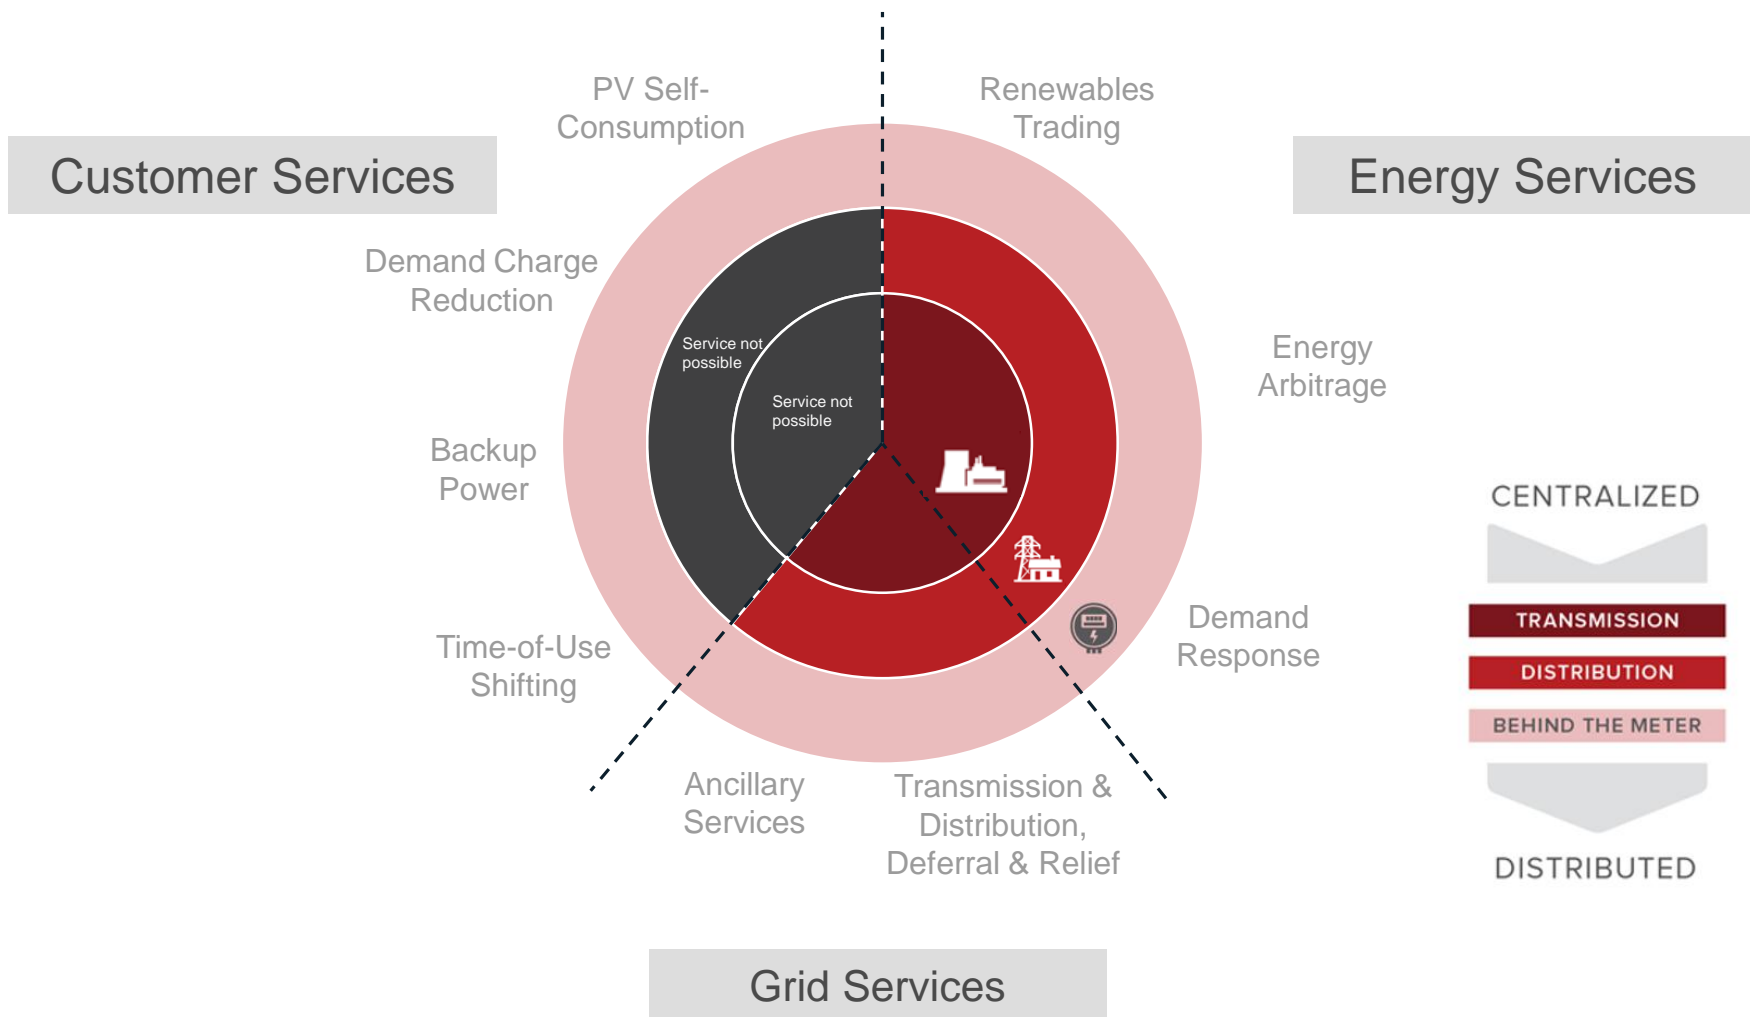 PV Self-
Consumption
Renewables
Trading
Customer Services
Energy Services
Demand Charge
Reduction
Service not
possible
Service not
possible
Energy
Arbitrage
Backup
Power
CENTRALIZED
TRANSMISSION
DISTRIBUTION
BEHIND THE METER
DISTRIBUTED
Time-of-Use
Shifting
Demand
Response
Ancillary
Services
Transmission &
Distribution,
Deferral & Relief
Grid Services